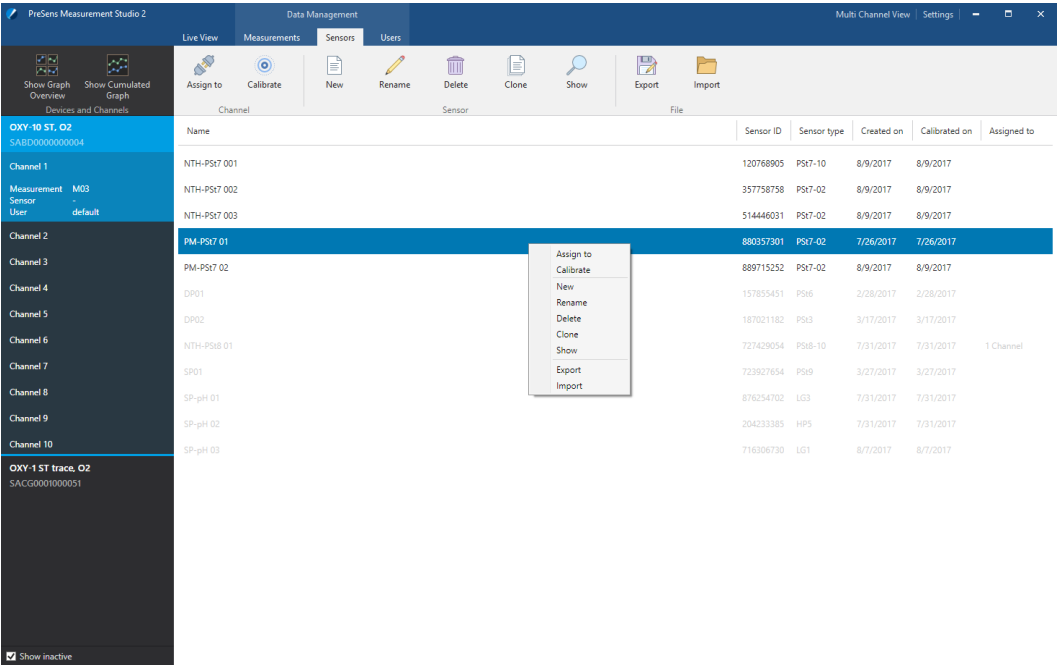 PreSens Measurement Studio 2
Data Management
Multi Channel View Settings
Live View Measurements Sensors Users
Show Graph Overview
Show Cumulated Graph
Devices and Channels
Assign to Calibrate
Channel
New Rename Delete Clone Show
Sensor
Export Import
File
OXY-10 ST, O2
SABD0000000004
Channel 1
Measurement M03
Sensor -
User default
Channel 2
Channel 3
Channel 4
Channel 5
Channel 6
Channel 7
Channel 8
Channel 9
Channel 10
OXY-1 ST trace, O2
SACG0001000051
Show inactive
Name Sensor ID Sensor type Created on Calibrated on Assigned to
NTH-PSt7 001 120768905 PSt7-10 8/9/2017 8/9/2017
NTH-PSt7 002 357758758 PSt7-02 8/9/2017 8/9/2017
NTH-PSt7 003 514446031 PSt7-02 8/9/2017 8/9/2017
PM-PSt7 01 880357301 PSt7-02 7/26/2017 7/26/2017
PM-PSt7 02 889715252 PSt7-02 8/9/2017 8/9/2017
DP01 157855451 PSt6 2/28/2017 2/28/2017
DP02 187021182 PSt3 3/17/2017 3/17/2017
NTH-PSt8 01 727429054 PSt8-10 7/31/2017 7/31/2017 1 Channel
SP01 723927654 PSt9 3/27/2017 3/27/2017
SP-pH 01 876254702 LG3 7/31/2017 7/31/2017
SP-pH 02 204233385 HP5 7/31/2017 7/31/2017
SP-pH 03 716306730 LG1 8/7/2017 8/7/2017
Assign to
Calibrate
New
Rename
Delete
Clone
Show
Export
Import